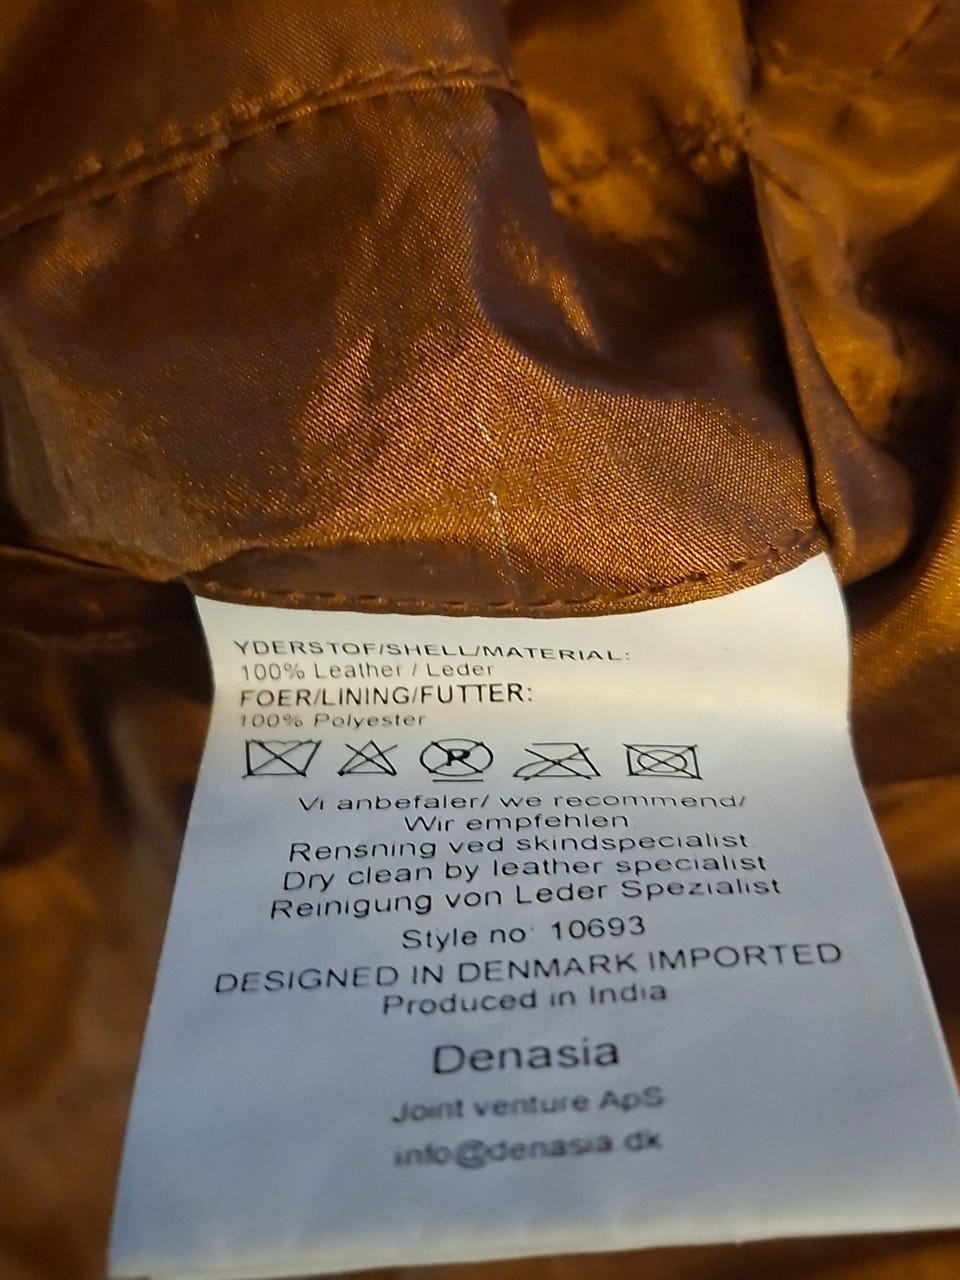 YDERSTOF/SHELL/MATERIAL:
100% Leather / Leder
FOER/LINING/FUTTER:
100% Polyester
P
Vi anbefaler/ we recommend/
Wir empfehlen
Rensning ved skindspecialist
Dry clean by leather specialist
Reinigung von Leder Spezialist
Style no: 10693
DESIGNED IN DENMARK IMPORTED
Produced in India
Denasia
Joint venture ApS
info@denasia.dk